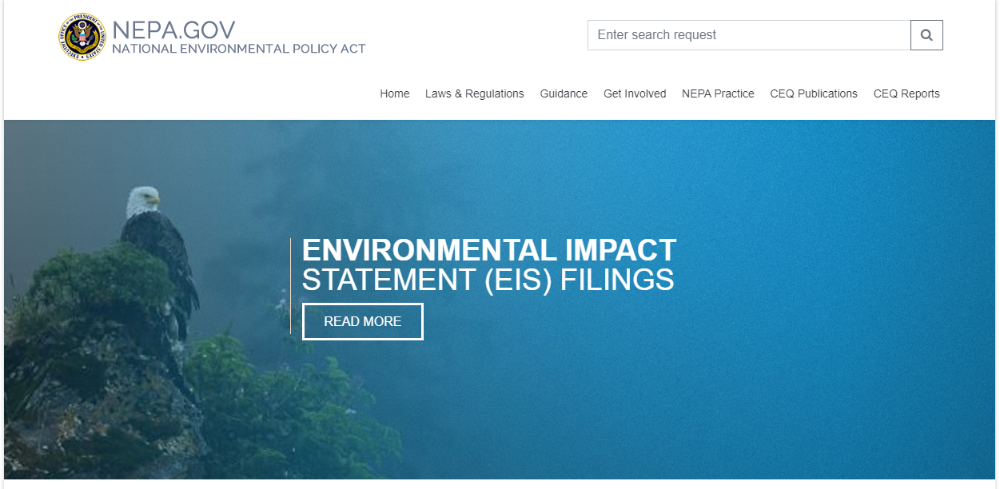 EXECUTIVE OFFICE OF THE PRESIDENT OF THE UNITED STATES
NEPA.GOV
NATIONAL ENVIRONMENTAL POLICY ACT
Enter search request
Home Laws & Regulations Guidance Get Involved NEPA Practice CEQ Publications CEQ Reports
ENVIRONMENTAL IMPACT
STATEMENT (EIS) FILINGS
READ MORE